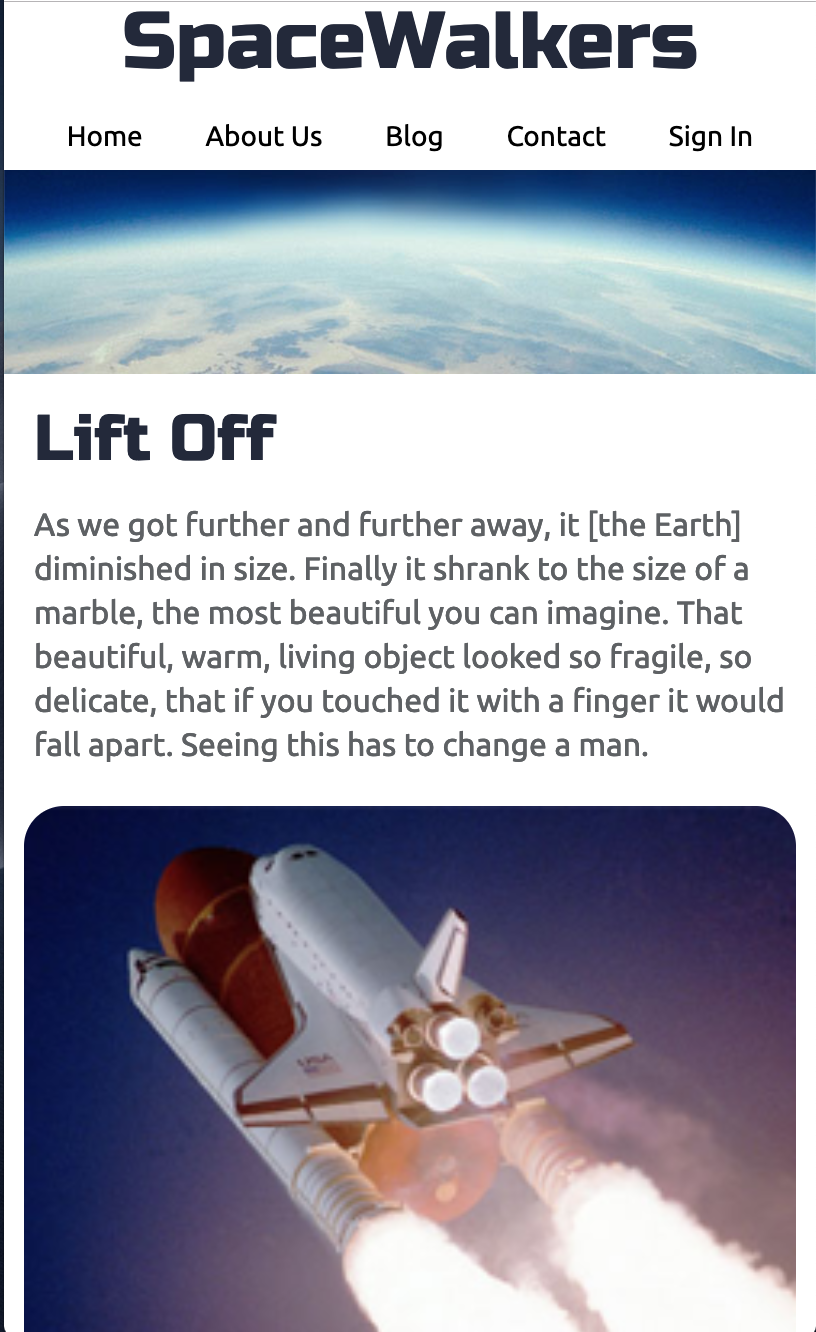 SpaceWalkers
Home About Us Blog Contact Sign In
Lift Off
As we got further and further away, it [the Earth]
diminished in size. Finally it shrank to the size of a
marble, the most beautiful you can imagine. That
beautiful, warm, living object looked so fragile, so
delicate, that if you touched it with a finger it would
fall apart. Seeing this has to change a man.
USA